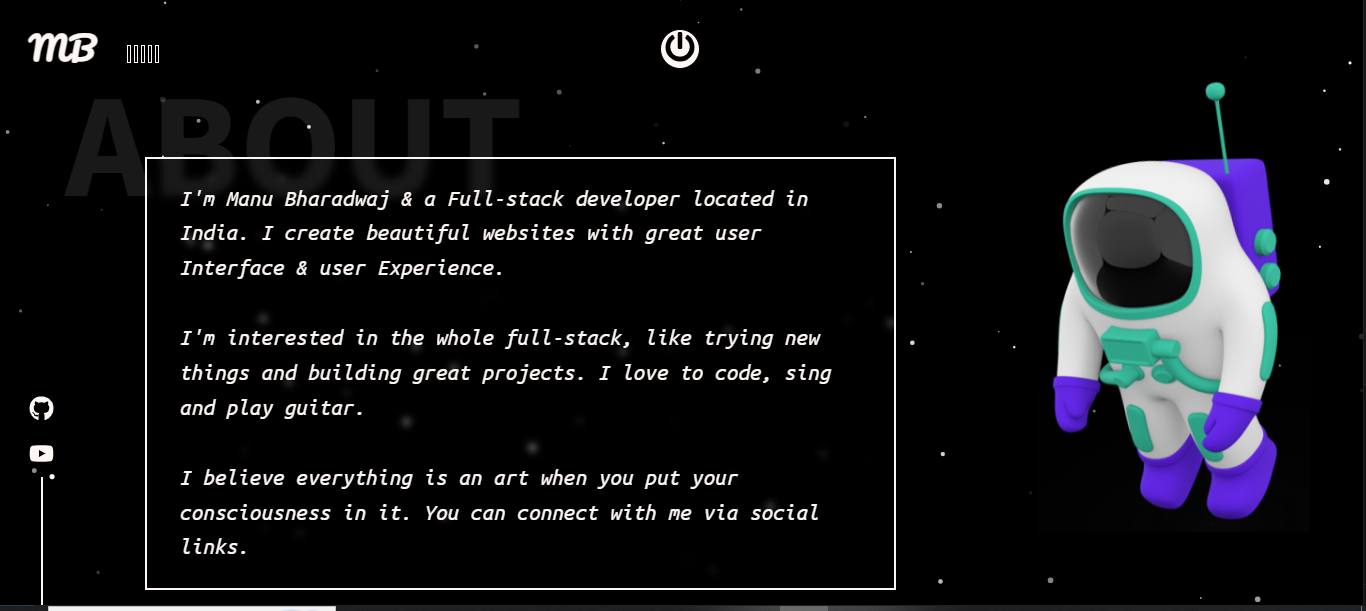 MB
ABOUT
I'm Manu Bharadwaj & a Full-stack developer located in
India. I create beautiful websites with great user
Interface & user Experience.
I'm interested in the whole full-stack, like trying new
things and building great projects. I love to code, sing
and play guitar.
I believe everything is an art when you put your
consciousness in it. You can connect with me via social
links.